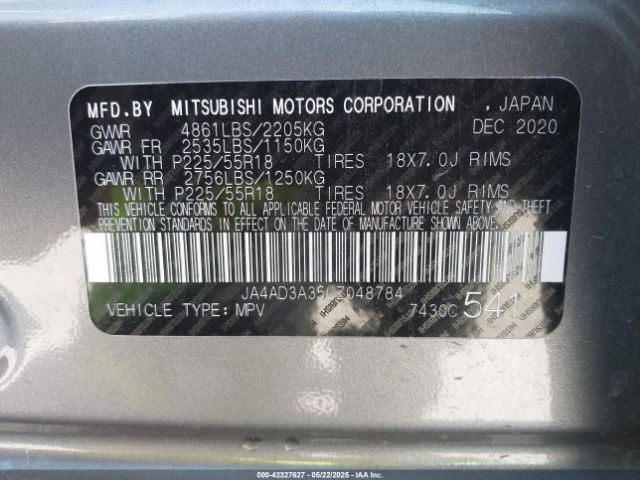 MFD.BY MITSUBISHI MOTORS CORPORATION . JAPAN
GVWR 4861LBS/2205KG DEC 2020
GAWR FR 2535LBS/1150KG
WITH P225/55R18 TIRES 18X7.0J RIMS
GAWR RR 2756LBS/1250KG
WITH P225/55R18 TIRES 18X7.0J RIMS
THIS VEHICLE CONFORMS TO ALL APPLICABLE FEDERAL MOTOR VEHICLE SAFETY AND THEFT
PREVENTION STANDARDS IN EFFECT ON THE DATE OF MANUFACTURE SHOWN ABOVE.
VEHICLE TYPE: MPV 7430C 541
00-42327627 - 05/22/2025 - IAA Inc.